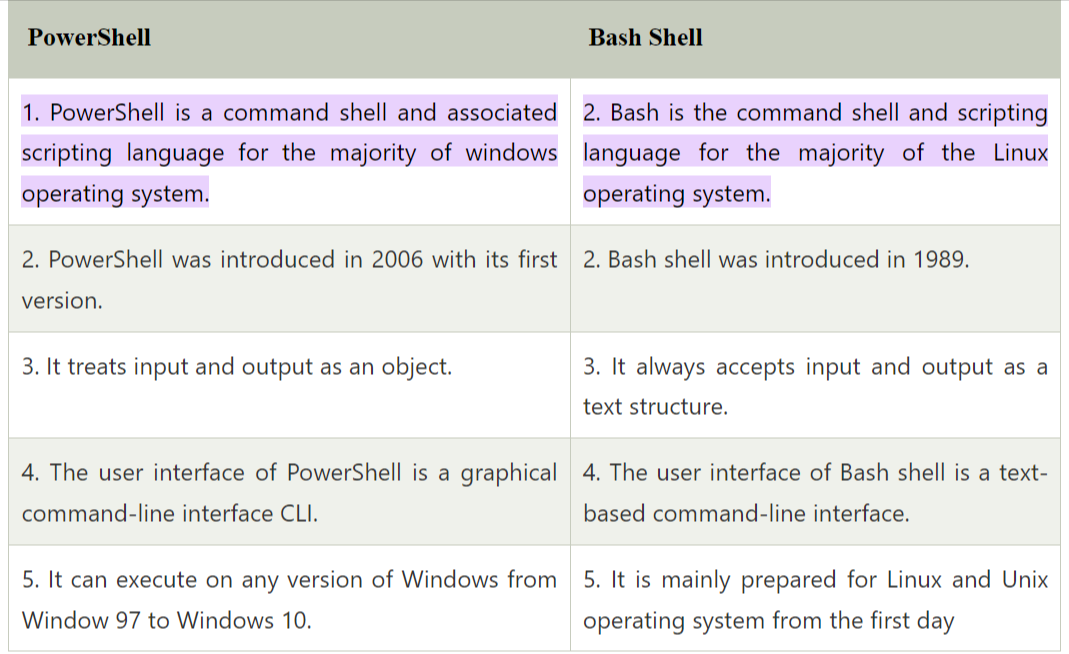 PowerShell
Bash Shell
1. PowerShell is a command shell and associated
scripting language for the majority of windows
operating system.
2. Bash is the command shell and scripting
language for the majority of the Linux
operating system.
2. PowerShell was introduced in 2006 with its first
version.
2. Bash shell was introduced in 1989.
3. It treats input and output as an object.
3. It always accepts input and output as a
text structure.
4. The user interface of PowerShell is a graphical
command-line interface CLI.
4. The user interface of Bash shell is a text-
based command-line interface.
5. It can execute on any version of Windows from
Window 97 to Windows 10.
5. It is mainly prepared for Linux and Unix
operating system from the first day